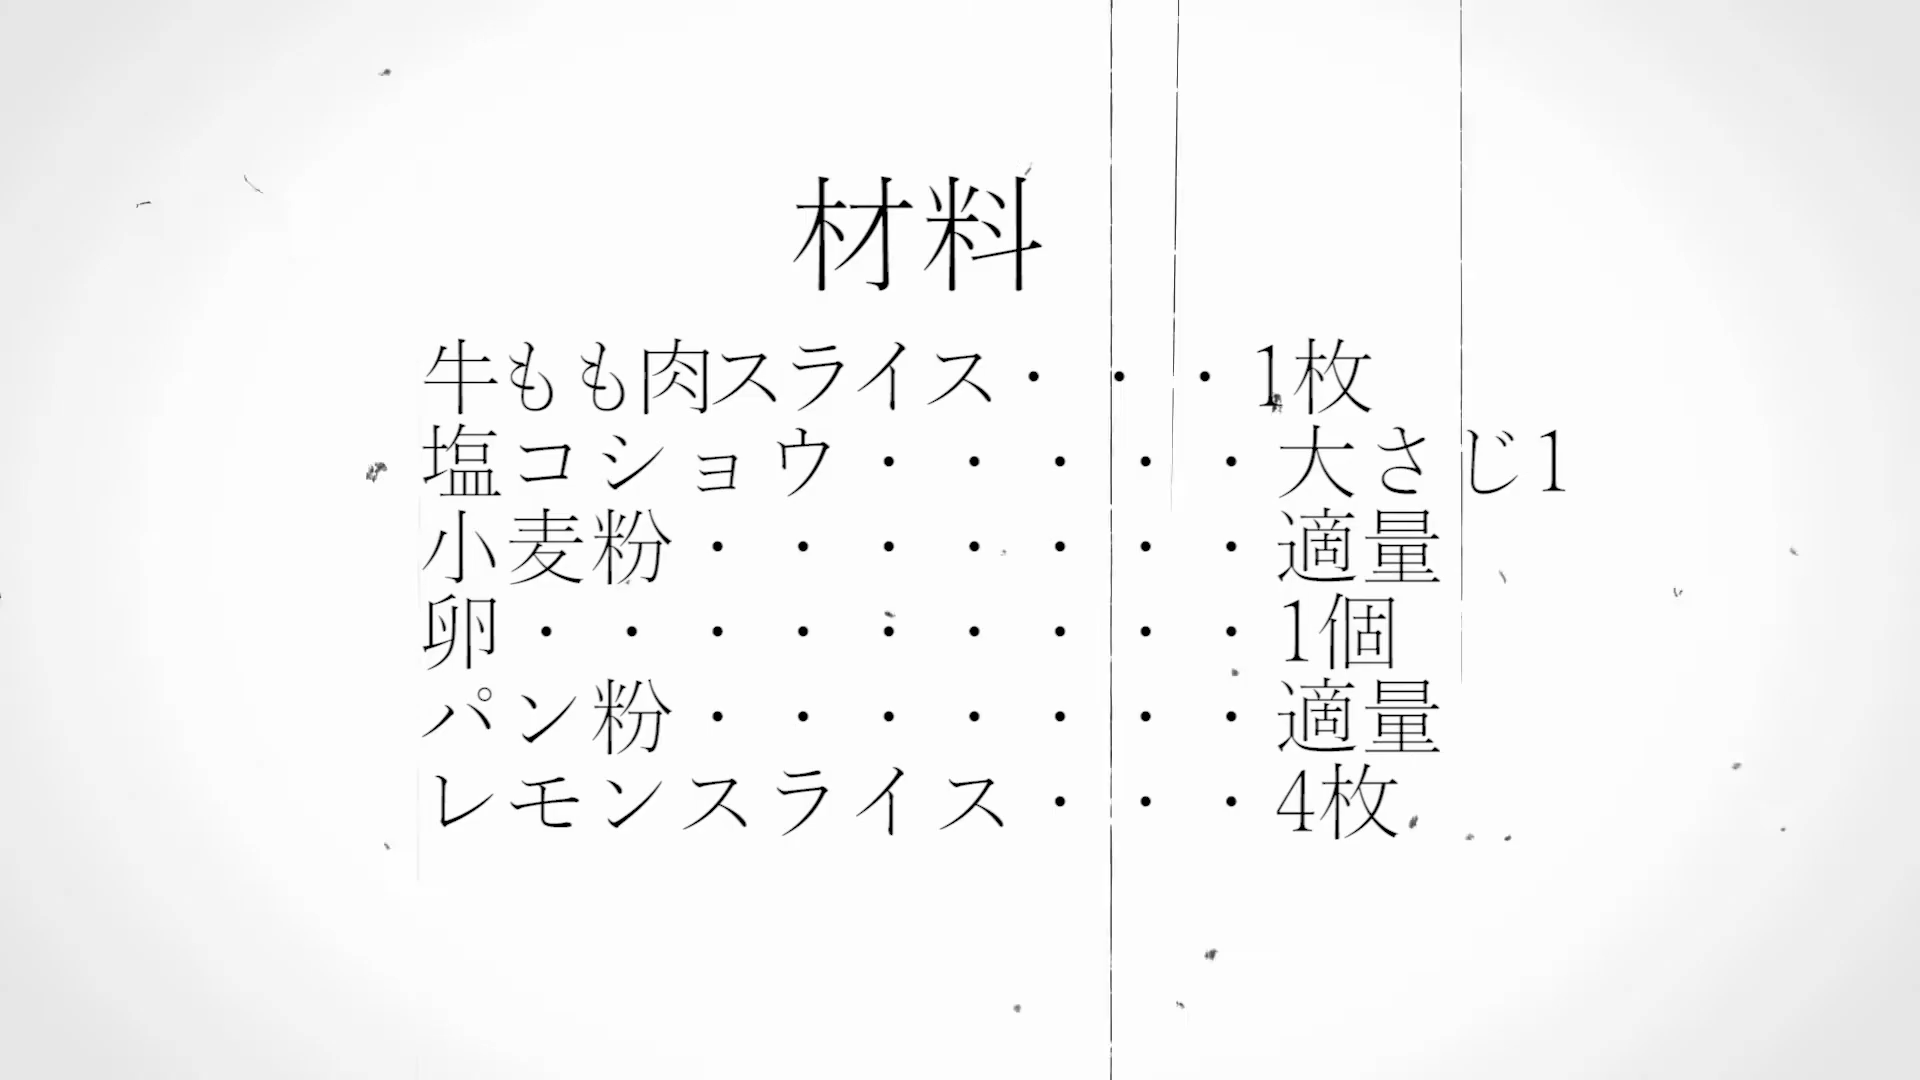 材料
牛もも肉スライス・・・1枚
塩コショウ・・・・・大さじ1
小麦粉・・・・・・・適量
卵・・・・・・・・・1個
パン粉・・・・・・・適量
レモンスライス・・・4枚